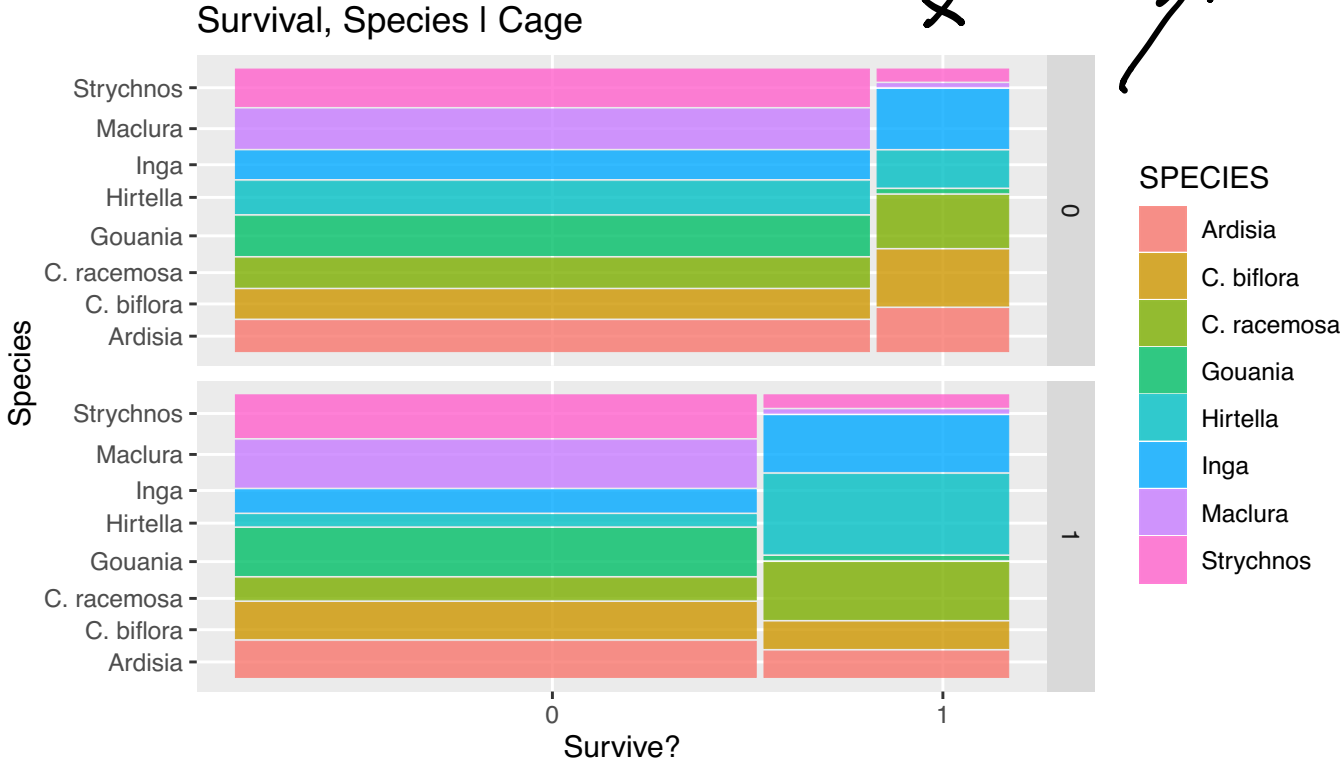 Survival, Species | Cage
Strychnos
Maclura
Inga
Hirtella
Gouania
C. racemosa
C. biflora
Ardisia
0
Strychnos
Maclura
Inga
Hirtella
Gouania
C. racemosa
C. biflora
Ardisia
1
Species
0
1
Survive?
SPECIES
Ardisia
C. biflora
C. racemosa
Gouania
Hirtella
Inga
Maclura
Strychnos